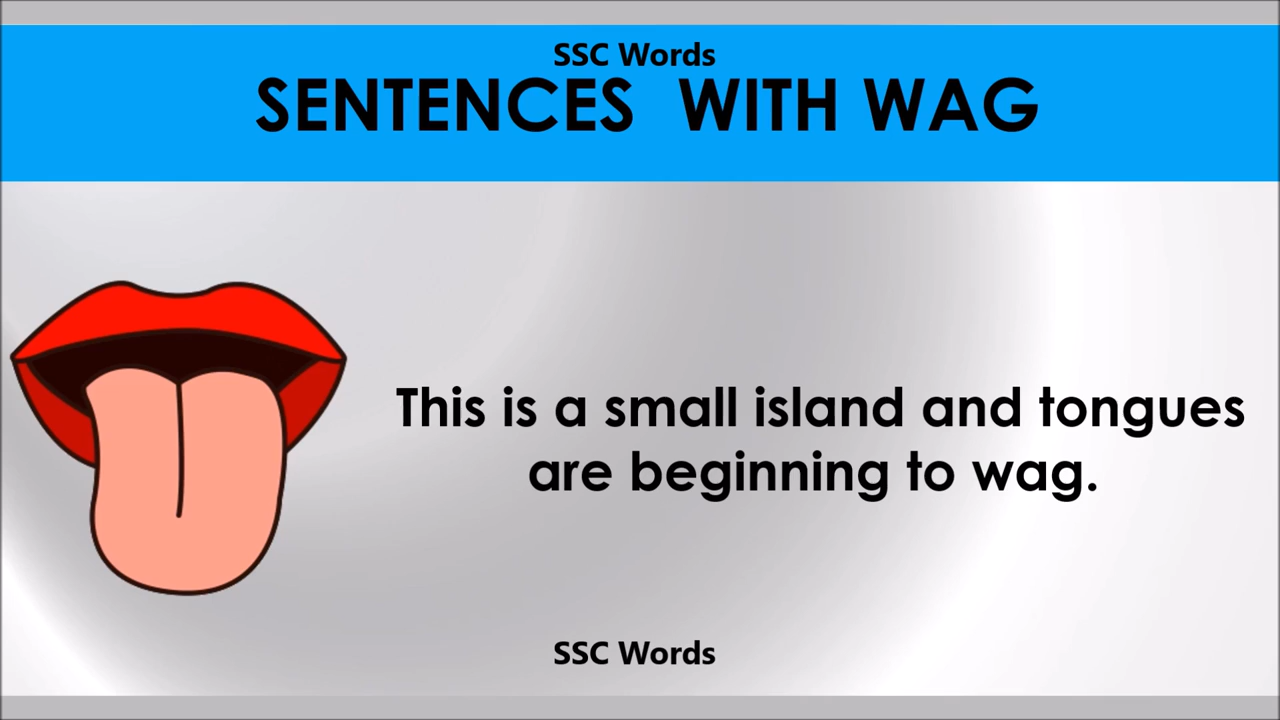 SSC Words
SENTENCES WITH WAG
This is a small island and tongues
are beginning to wag.
SSC Words